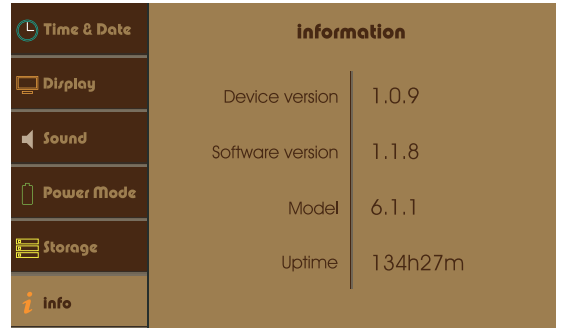 Time & Date
Display
Sound
Power Mode
Storage
i info
information
Device version 1.0.9
Software version 1.1.8
Model 6.1.1
Uptime 134h27m